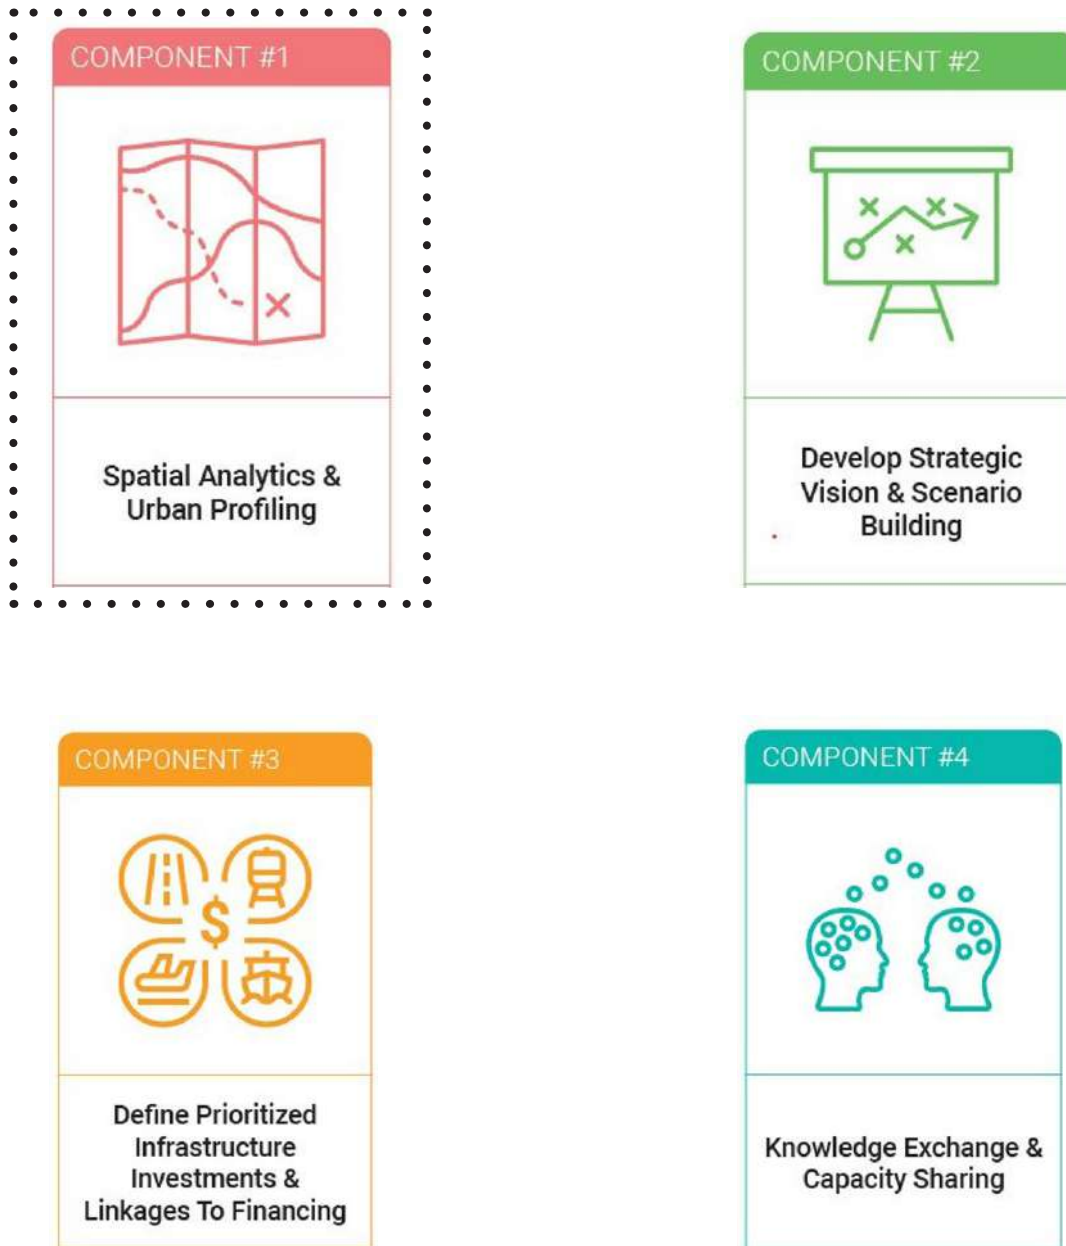 COMPONENT #1
Spatial Analytics &
Urban Profiling
COMPONENT #2
Develop Strategic
Vision & Scenario
Building
COMPONENT #3
$
Define Prioritized
Infrastructure
Investments &
Linkages To Financing
COMPONENT #4
Knowledge Exchange &
Capacity Sharing